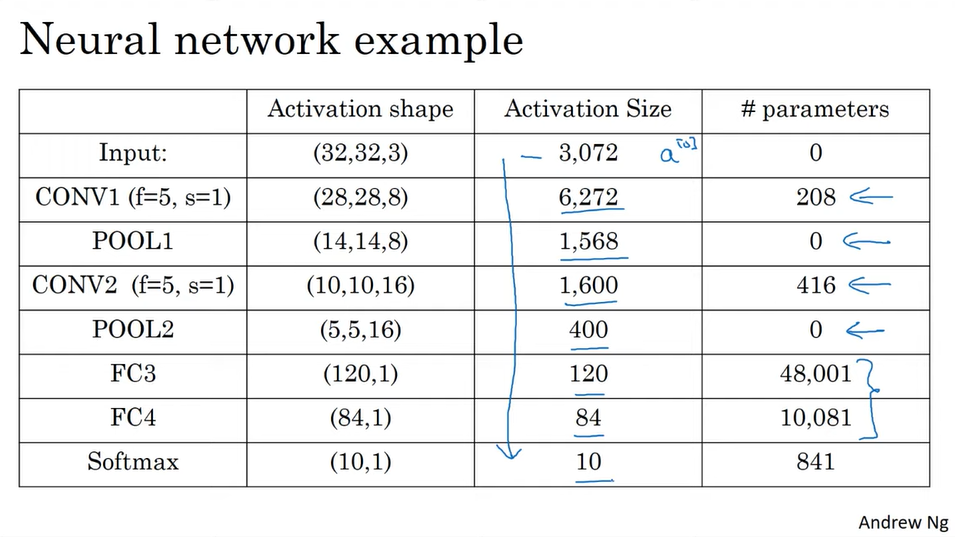 Neural network example
Activation shape Activation Size # parameters
Input: (32,32,3) — 3,072 a[0] 0
CONV1 (f=5, s=1) (28,28,8) 6,272 208 ←
POOL1 (14,14,8) 1,568 0 ←
CONV2 (f=5, s=1) (10,10,16) 1,600 416 ←
POOL2 (5,5,16) 400 0 ←
FC3 (120,1) 120 48,001
FC4 (84,1) 84 10,081
Softmax (10,1) 10 841
Andrew Ng